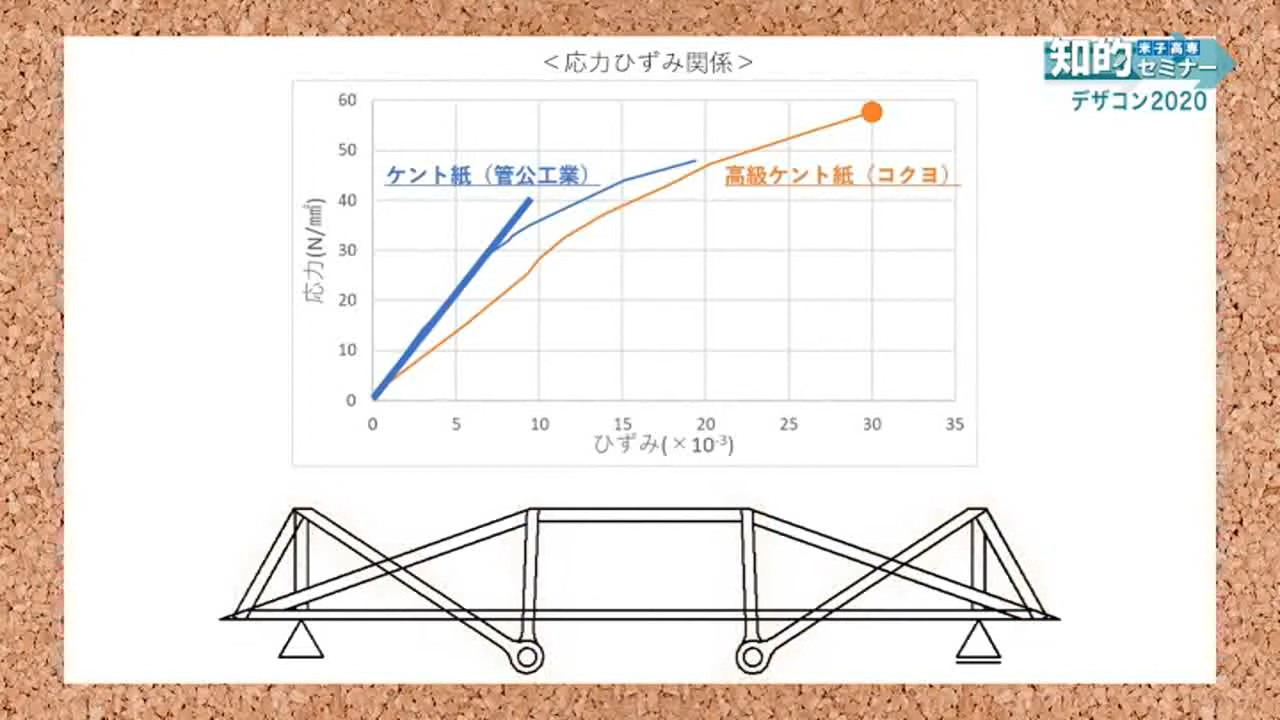 ＜応力ひずみ関係＞
知的
米子高専
セミナー
デザコン2020
60
50
40
30
20
10
0
応力(N/㎟)
ケント紙（菅公工業）
高級ケント紙（コクヨ）
0 5 10 15 20 25 30 35
ひずみ(×10⁻³)